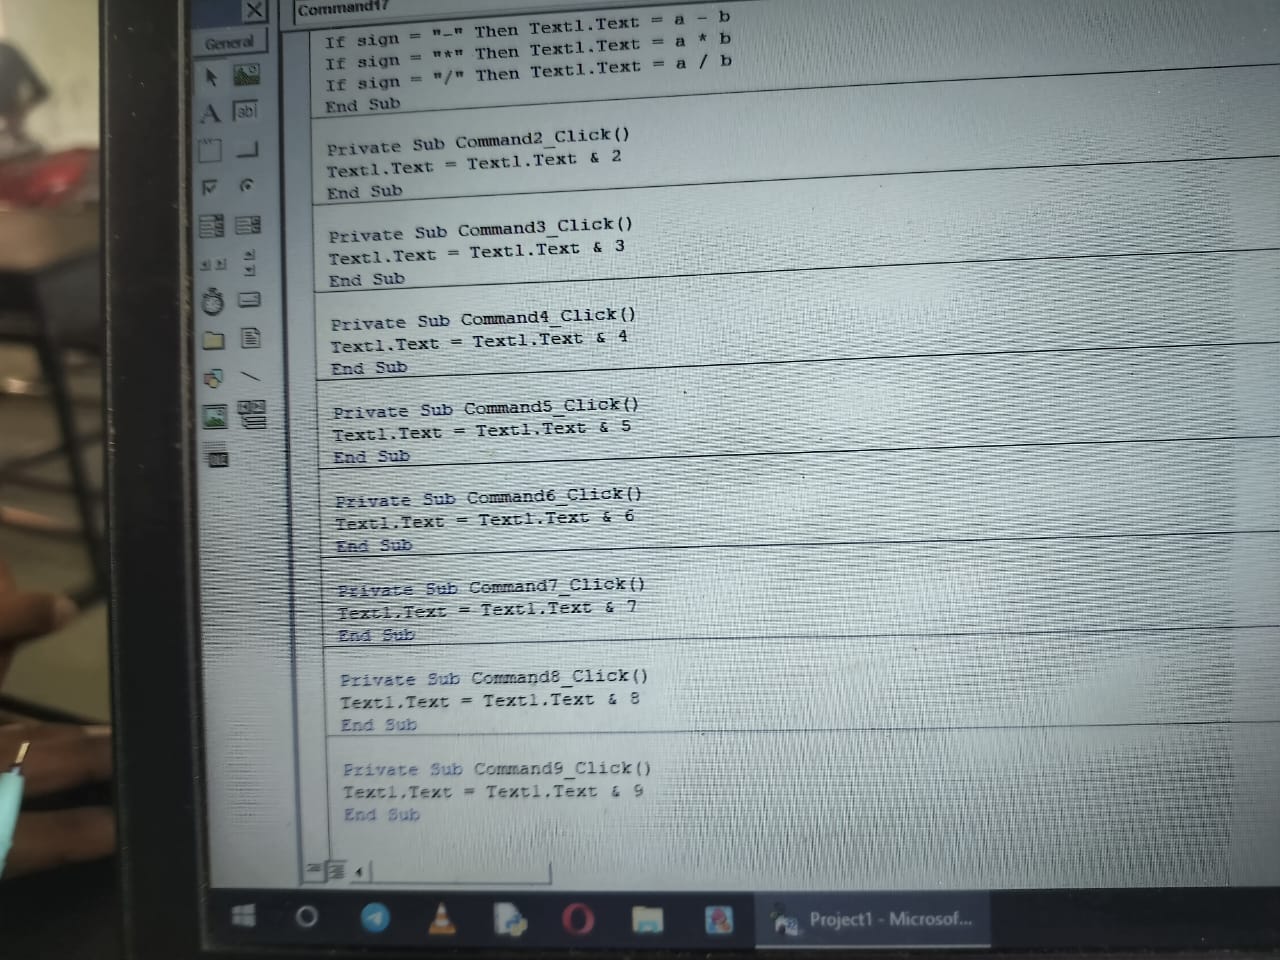 Command17
General
If sign = "-" Then Text1.Text = a - b
If sign = "*" Then Text1.Text = a * b
If sign = "/" Then Text1.Text = a / b
End Sub
Private Sub Command2_Click()
Text1.Text = Text1.Text & 2
End Sub
Private Sub Command3_Click()
Text1.Text = Text1.Text & 3
End Sub
Private Sub Command4_Click()
Text1.Text = Text1.Text & 4
End Sub
Private Sub Command5_Click()
Text1.Text = Text1.Text & 5
End Sub
Private Sub Command6_Click()
Text1.Text = Text1.Text & 6
End Sub
Private Sub Command7_Click()
Text1.Text = Text1.Text & 7
End Sub
Private Sub Command8_Click()
Text1.Text = Text1.Text & 8
End Sub
Private Sub Command9_Click()
Text1.Text = Text1.Text & 9
End Sub
Project1 - Microsof...